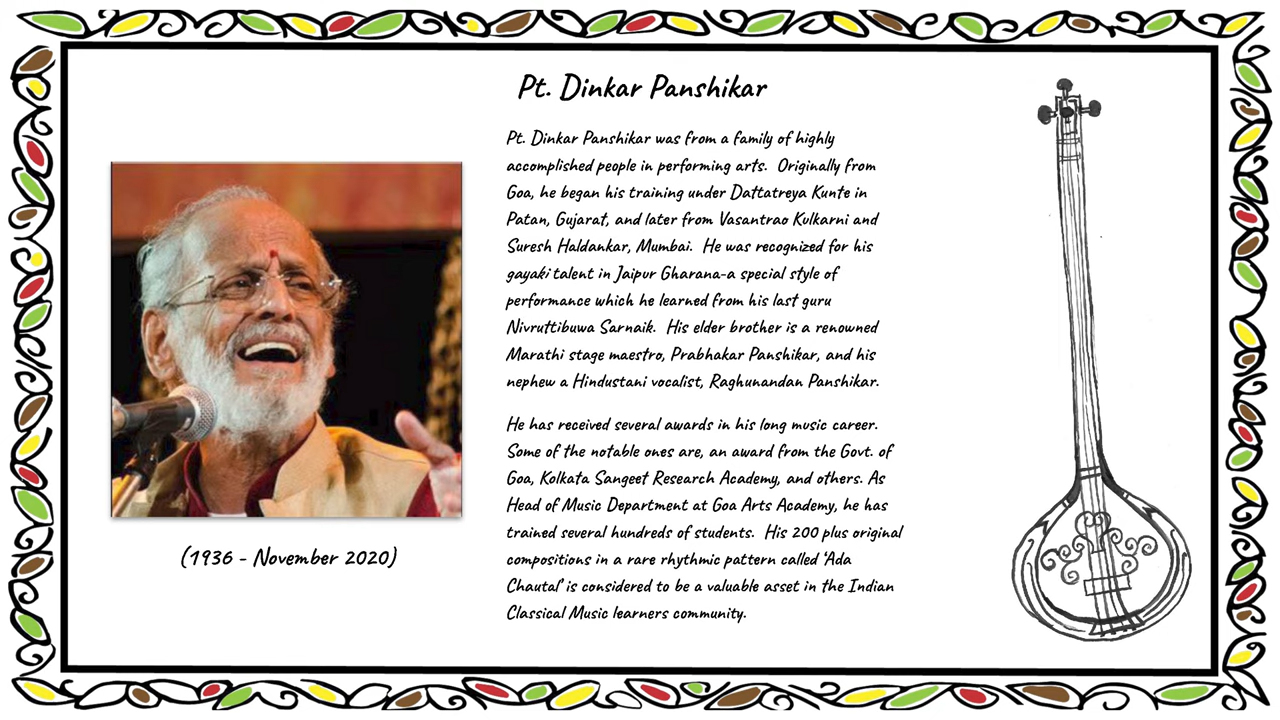 Pt. Dinkar Panshikar
Pt. Dinkar Panshikar was from a family of highly
accomplished people in performing arts. Originally from
Goa, he began his training under Dattatreya Kunte in
Patan, Gujarat, and later from Vasantrao Kulkarni and
Suresh Haldankar, Mumbai. He was recognized for his
gayaki talent in Jaipur Gharana-a special style of
performance which he learned from his last guru
Nivruttibuwa Sarnaik. His elder brother is a renowned
Marathi stage maestro, Prabhakar Panshikar, and his
nephew a Hindustani vocalist, Raghunandan Panshikar.
He has received several awards in his long music career.
Some of the notable ones are, an award from the Govt. of
Goa, Kolkata Sangeet Research Academy, and others. As
Head of Music Department at Goa Arts Academy, he has
trained several hundreds of students. His 200 plus original
compositions in a rare rhythmic pattern called 'Ada
Chautal' is considered to be a valuable asset in the Indian
Classical Music learners community.
(1936 - November 2020)